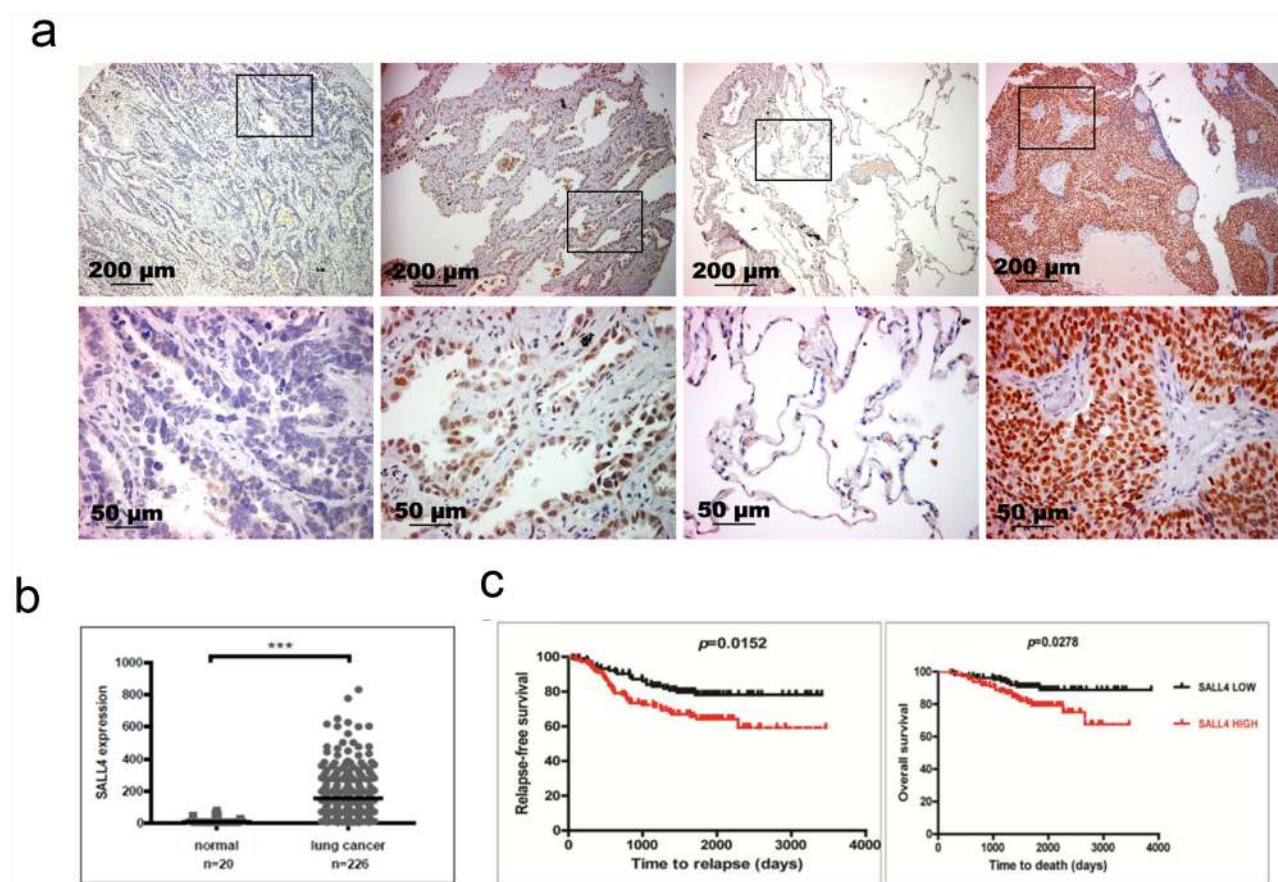 a
200 µm
200 µm
200 µm
200 µm
50 µm
50 µm
50 µm
50 µm
b
***
1000
800
600
400
200
0
SALL4 expression
normal
lung cancer
n=20
n=226
c
p=0.0152
100
80
60
40
20
0
Relapse-free survival
0 1000 2000 3000 4000
Time to relapse (days)
p=0.0278
100
80
60
40
20
0
Overall survival
0 1000 2000 3000 4000
Time to death (days)
SALL4 LOW
SALL4 HIGH